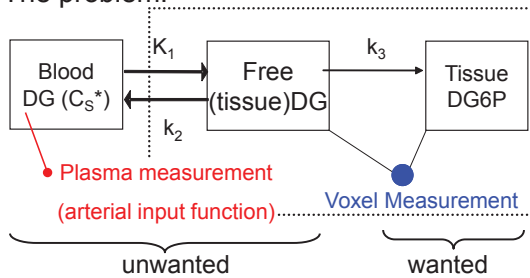 The problem:
K1
k3
Blood
DG (CS*)
Free
(tissue)DG
Tissue
DG6P
k2
Plasma measurement
(arterial input function)
Voxel Measurement
unwanted
wanted